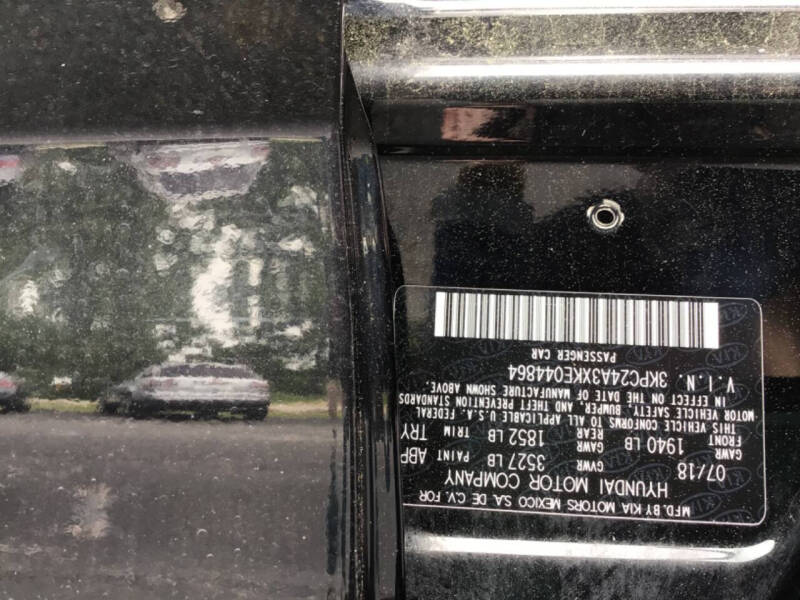 MFD. BY KIA MOTORS MEXICO S.A. DE C.V. FOR
HYUNDAI MOTOR COMPANY
07/18 GVWR 3527 LB PAINT ABP
GAWR FRONT 1940 LB GAWR REAR 1852 LB TRIM TRY
THIS VEHICLE CONFORMS TO ALL APPLICABLE U.S.A. FEDERAL
MOTOR VEHICLE SAFETY, BUMPER, AND THEFT PREVENTION STANDARDS
IN EFFECT ON THE DATE OF MANUFACTURE SHOWN ABOVE.
V.I.N. 3KPC24A3XKE044864
PASSENGER CAR